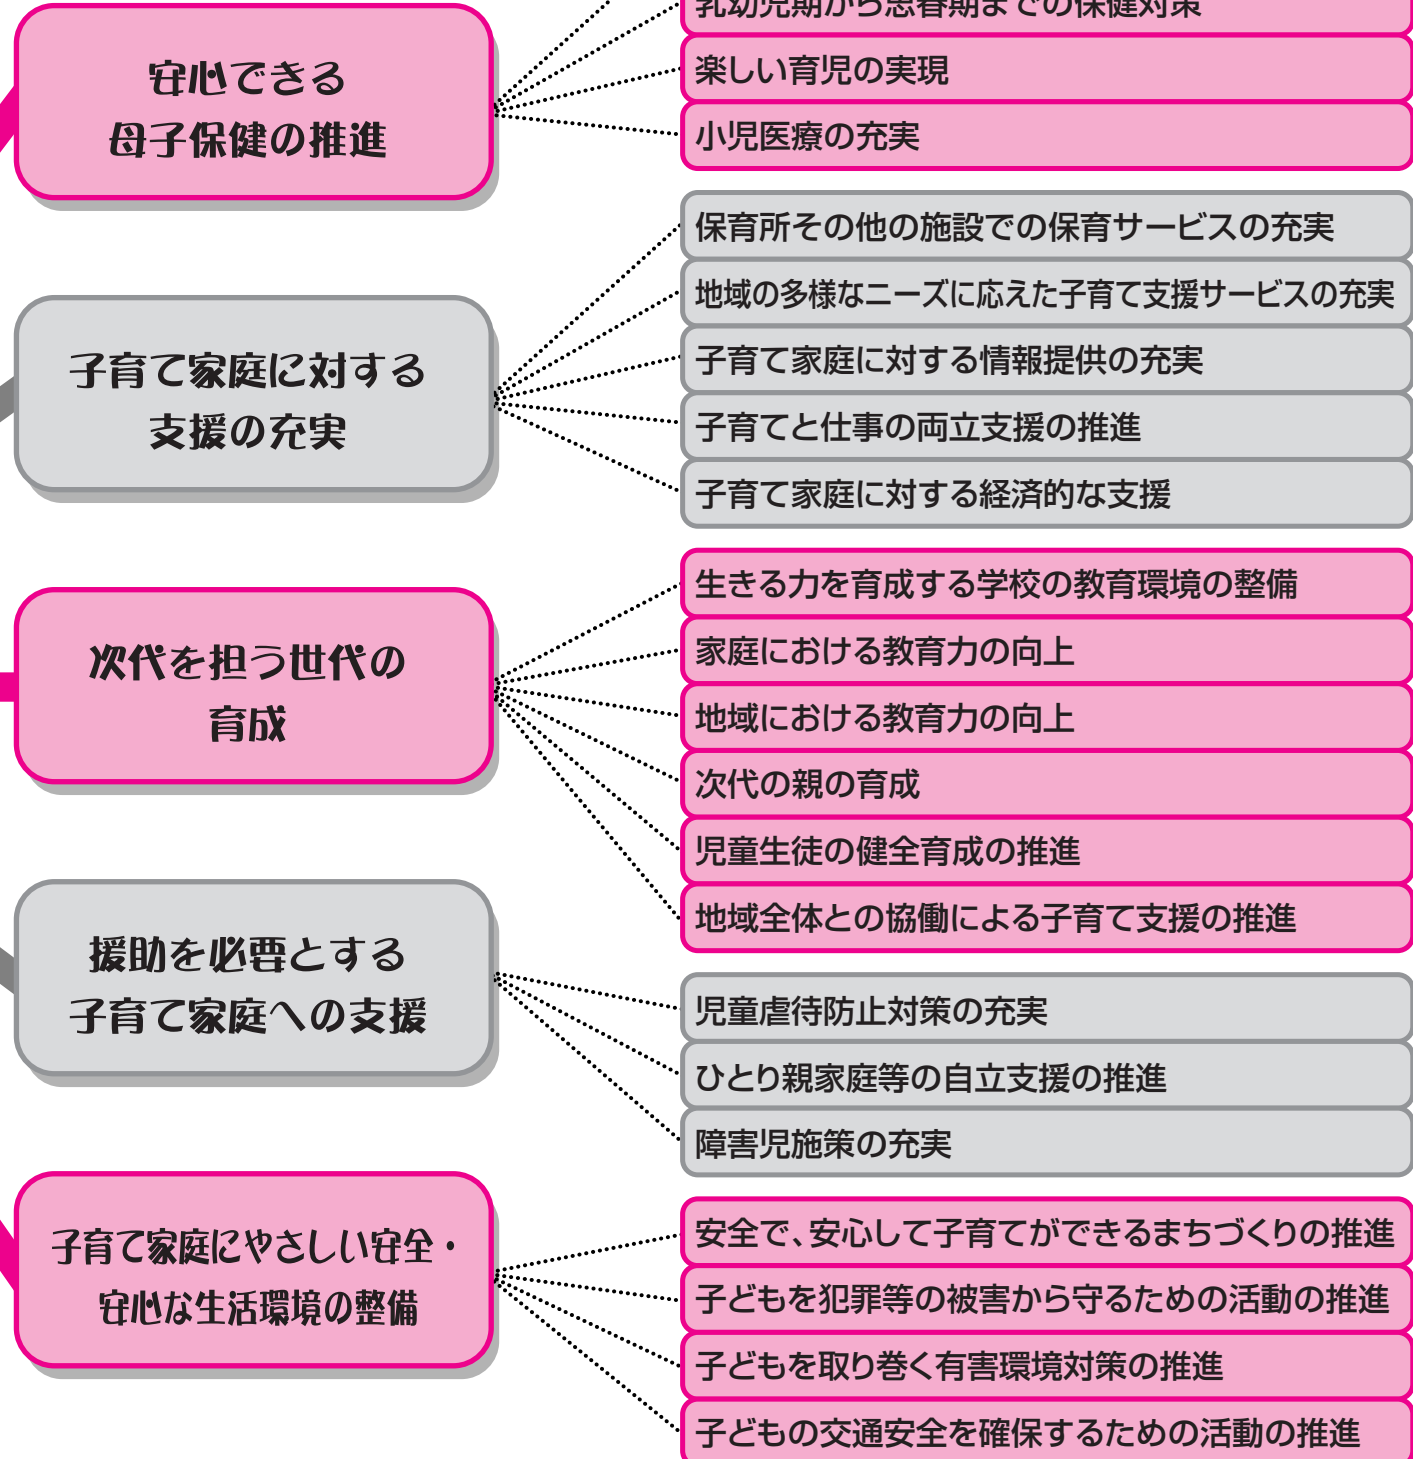 安心できる
母子保健の推進
乳幼児期から思春期までの保健対策
楽しい育児の実現
小児医療の充実
子育て家庭に対する
支援の充実
保育所その他の施設での保育サービスの充実
地域の多様なニーズに応えた子育て支援サービスの充実
子育て家庭に対する情報提供の充実
子育てと仕事の両立支援の推進
子育て家庭に対する経済的な支援
次代を担う世代の
育成
生きる力を育成する学校の教育環境の整備
家庭における教育力の向上
地域における教育力の向上
次代の親の育成
児童生徒の健全育成の推進
地域全体との協働による子育て支援の推進
援助を必要とする
子育て家庭への支援
児童虐待防止対策の充実
ひとり親家庭等の自立支援の推進
障害児施策の充実
子育て家庭にやさしい安全・
安心な生活環境の整備
安全で、安心して子育てができるまちづくりの推進
子どもを犯罪等の被害から守るための活動の推進
子どもを取り巻く有害環境対策の推進
子どもの交通安全を確保するための活動の推進